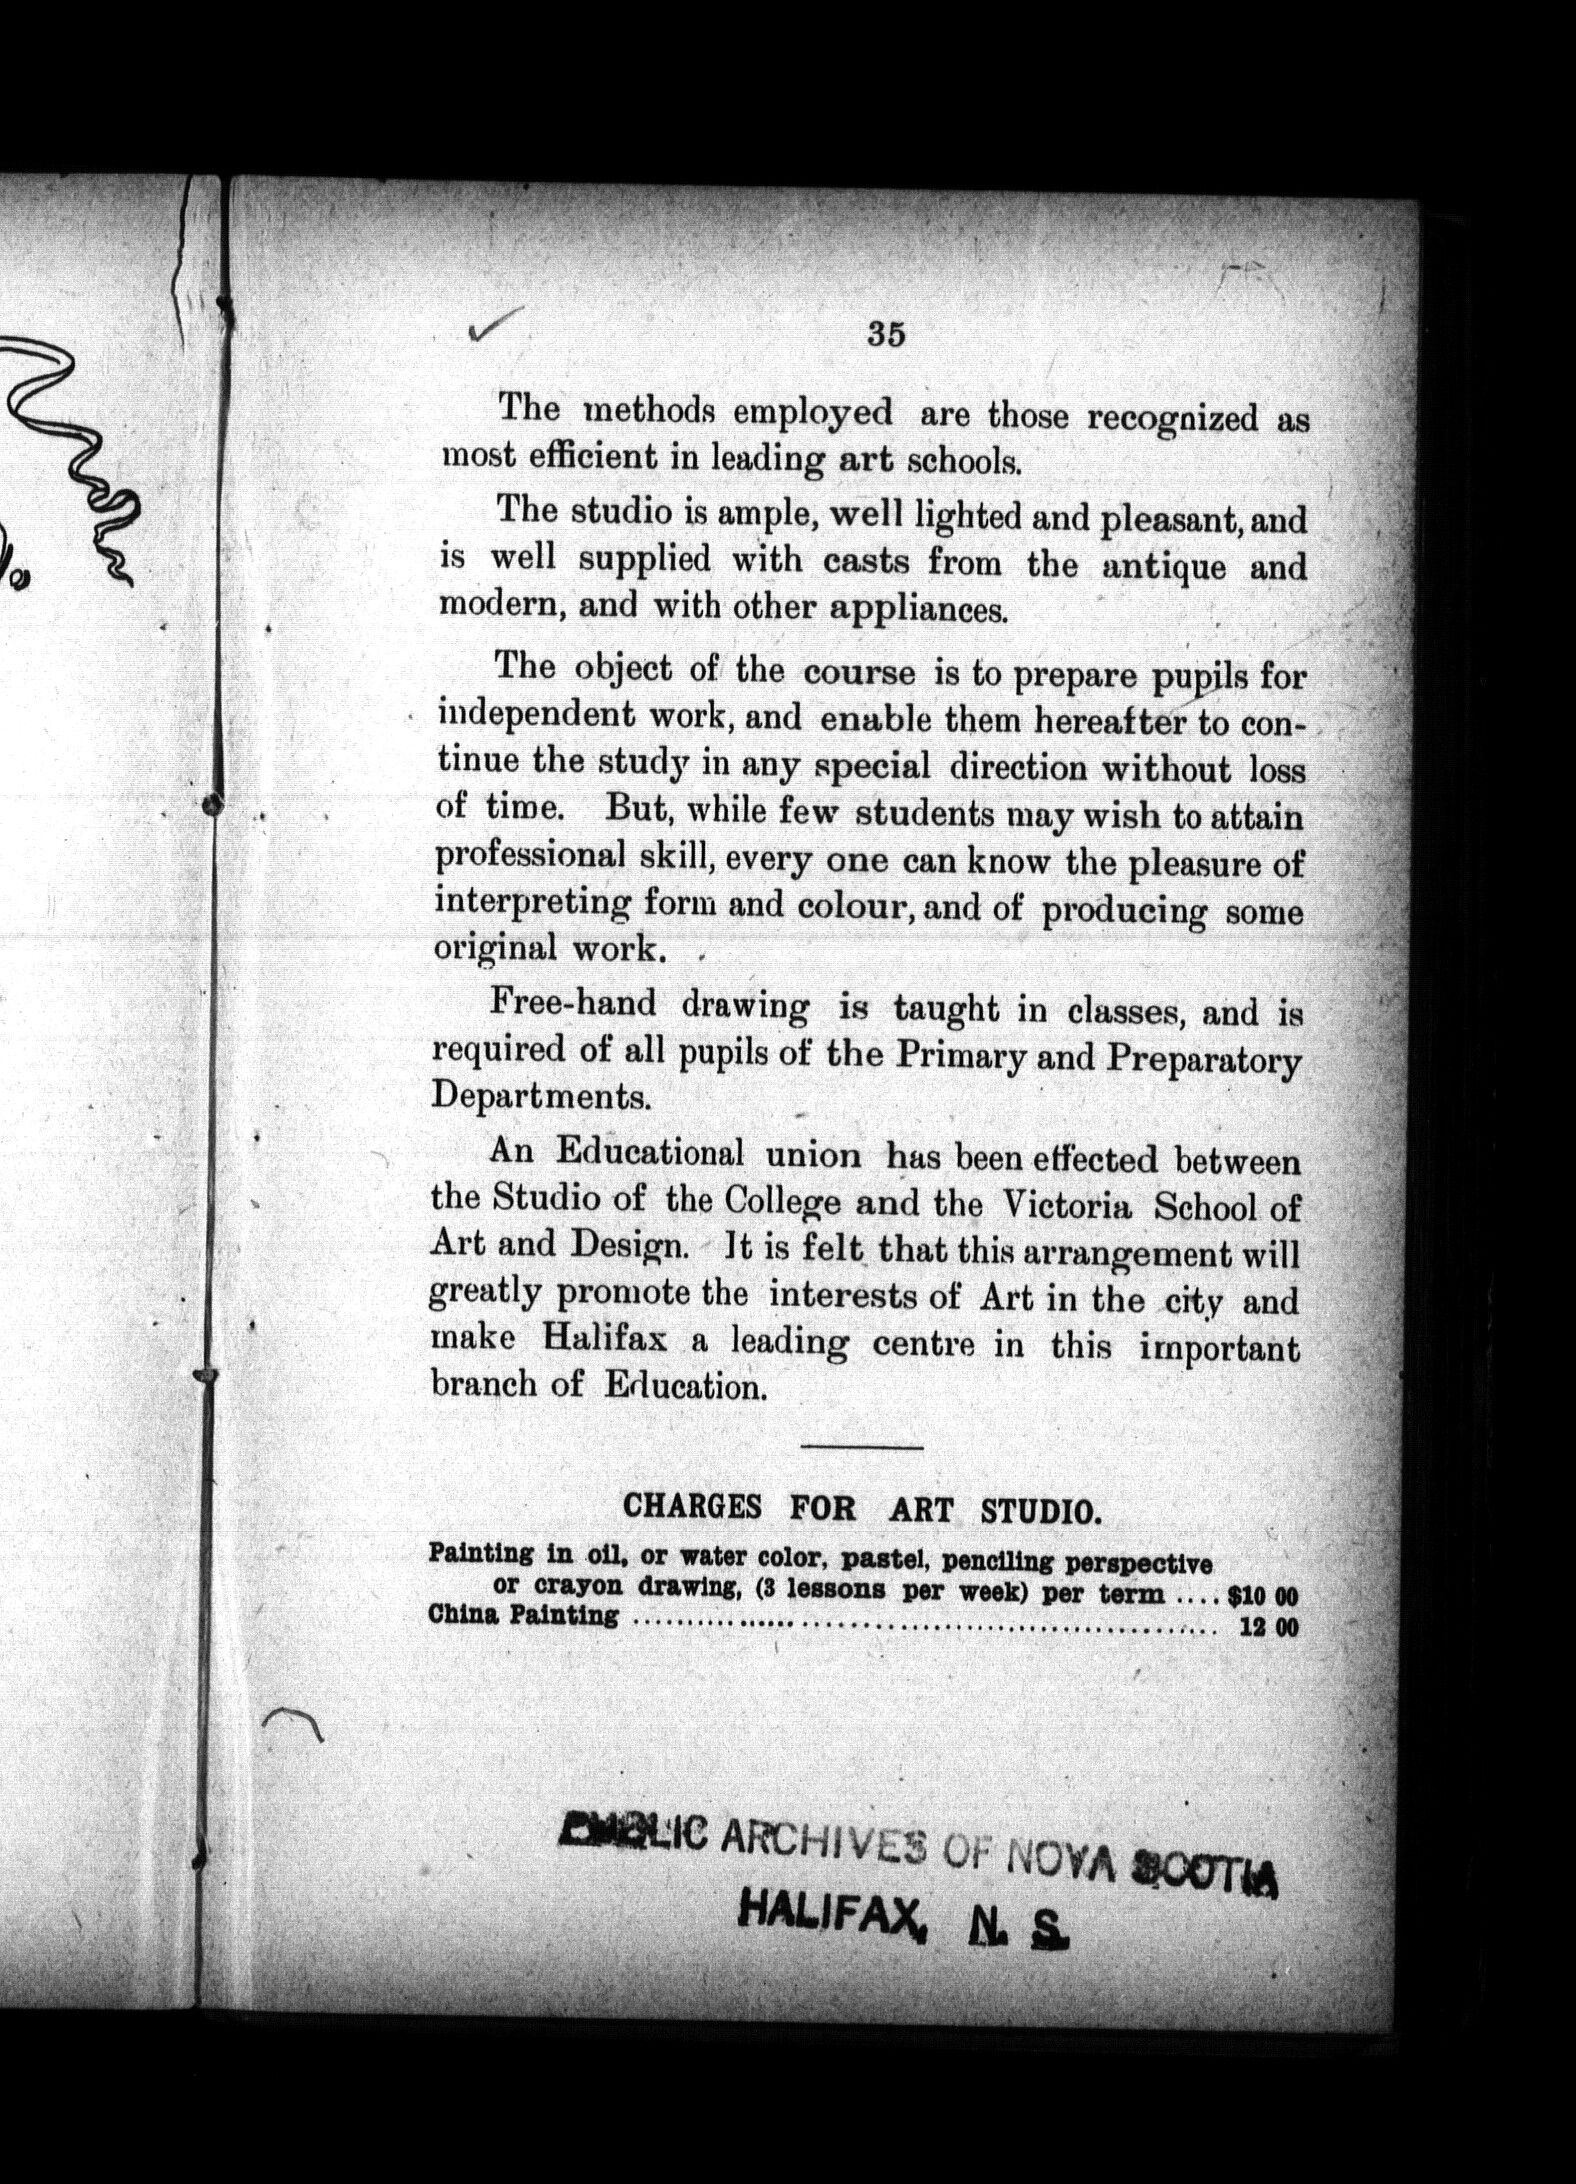 35
The methods employed are those recognized as
most efficient in leading art schools.
The studio is ample, well lighted and pleasant, and
is well supplied with casts from the antique and
modern, and with other appliances.
The object of the course is to prepare pupils for
independent work, and enable them hereafter to con-
tinue the study in any special direction without loss
of time. But, while few students may wish to attain
professional skill, every one can know the pleasure of
interpreting form and colour, and of producing some
original work.
Free-hand drawing is taught in classes, and is
required of all pupils of the Primary and Preparatory
Departments.
An Educational union has been effected between
the Studio of the College and the Victoria School of
Art and Design. It is felt that this arrangement will
greatly promote the interests of Art in the city and
make Halifax a leading centre in this important
branch of Education.
CHARGES FOR ART STUDIO.
Painting in oil, or water color, pastel, penciling perspective
or crayon drawing, (3 lessons per week) per term .... $10 00
China Painting ........................................................ 12 00
PUBLIC ARCHIVES OF NOVA SCOTIA
HALIFAX, N. S.